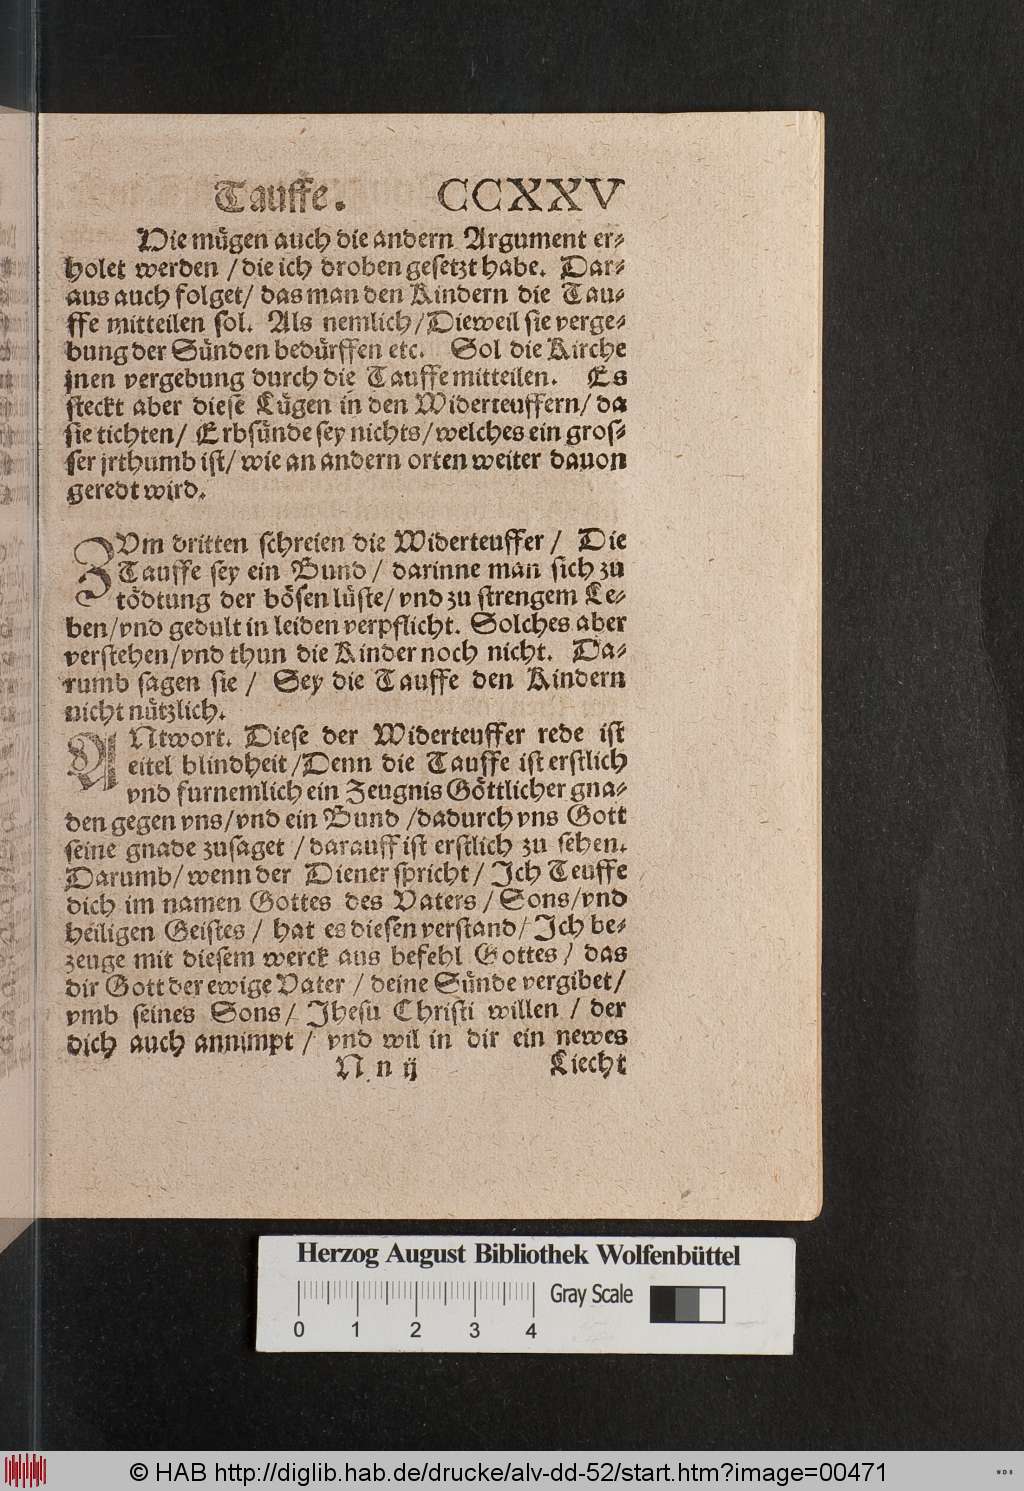 Tauffe. CCXXV
Hie mügen auch die andern Argument er-
holet werden / die ich droben gesetzt habe. Dar-
aus auch folget / das man den Kindern die Tau-
ffe mitteilen sol. Als nemlich / Dieweil sie verge-
bung der Sünden bedürffen etc. Sol die Kirche
jnen vergebung durch die Tauffe mitteilen. Es
steckt aber diese Lügen in den Widerteuffern / da
sie tichten / Erbsünde sey nichts / welches ein gros-
ser jrthumb ist / wie an andern orten weiter dauon
geredt wird.
ZVm dritten schreien die Widerteuffer / Die
Tauffe sey ein Bund / darinne man sich zu
tödtung der bösen lüste / vnd zu strengem Le-
ben / vnd gedult in leiden verpflicht. Solches aber
verstehen / vnd thun die Kinder noch nicht. Da-
rumb sagen sie / Sey die Tauffe den Kindern
nicht nützlich.
ANtwort. Diese der Widerteuffer rede ist
eitel blindheit / Denn die Tauffe ist erstlich
vnd furnemlich ein Zeugnis Göttlicher gna-
den gegen vns / vnd ein Bund / dadurch vns Gott
seine gnade zusaget / darauff ist erstlich zu sehen.
Darumb / wenn der Diener spricht / Ich Teuffe
dich im namen Gottes des Vaters / Sons / vnd
heiligen Geistes / hat es diesen verstand / Ich be-
zeuge mit diesem werck aus befehl Gottes / das
dir Gott der ewige Vater / deine Sünde vergibet /
vmb seines Sons / Jhesu Christi willen / der
dich auch annimpt / vnd wil in dir ein newes
N n ij Liecht
Herzog August Bibliothek Wolfenbüttel
Gray Scale
0 1 2 3 4
© HAB http://diglib.hab.de/drucke/alv-dd-52/start.htm?image=00471
WDB